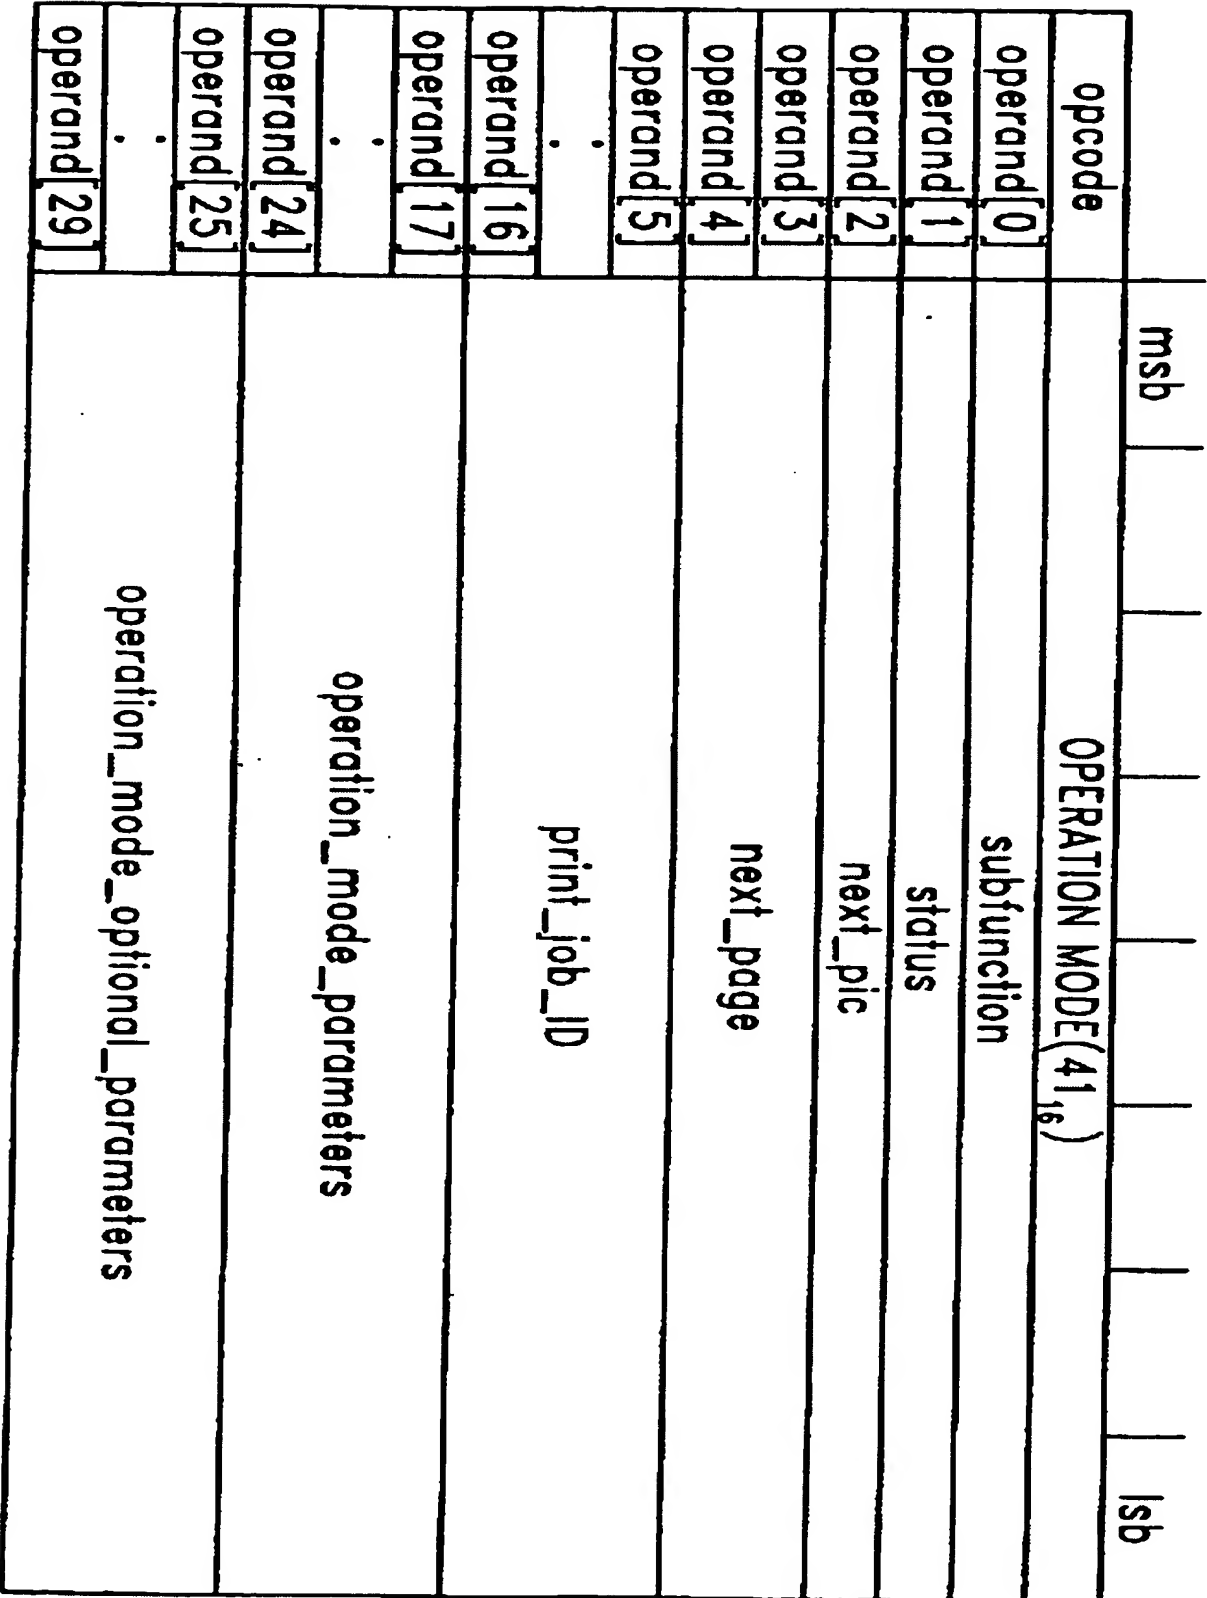 msb lsb
opcode OPERATION MODE(41₁₆)
operand[0] subfunction
operand[1] status
operand[2] next_pic
operand[3]
operand[4]
next_page
operand[5]
. .
operand[16]
print_job_ID
operand[17]
. .
operand[24]
operation_mode_parameters
operand[25]
. .
operand[29]
operation_mode_optional_parameters